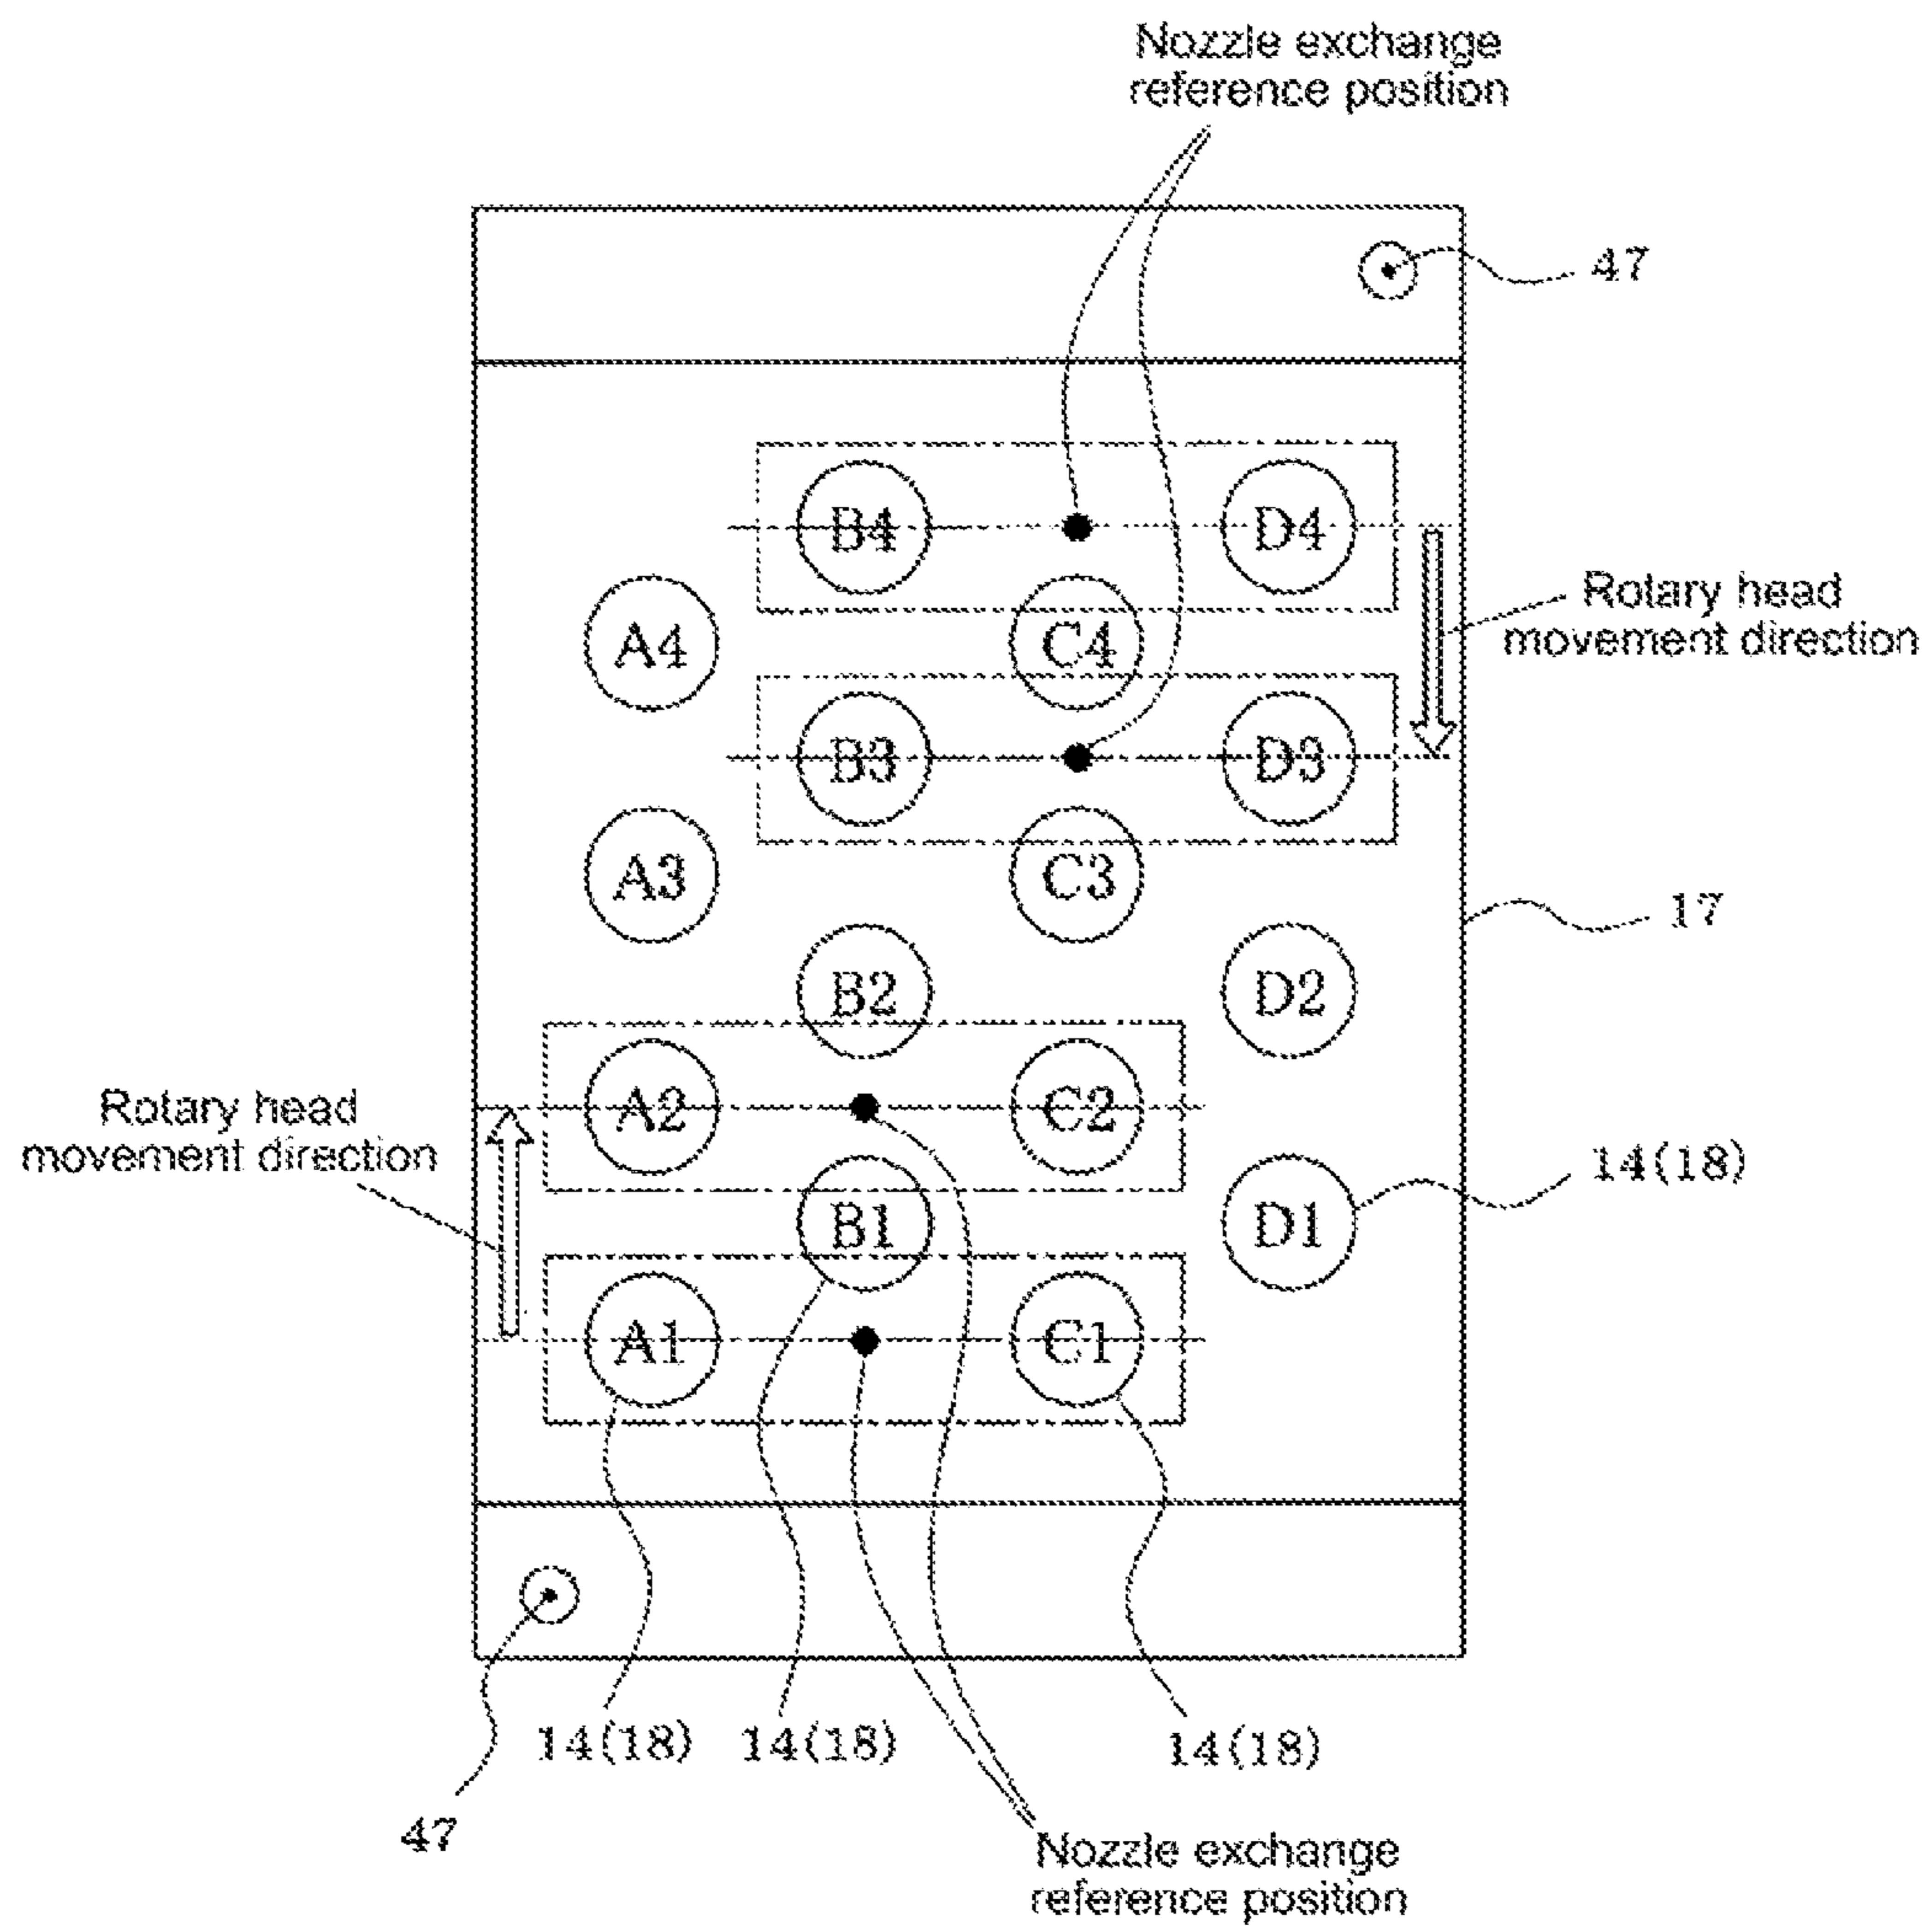 Nozzle exchange
reference position
47
B4
D4
Rotary head
movement direction
A4
C4
B3
D3
A3
C3
17
B2
D2
Rotary head
movement direction
A2
C2
14(18)
B1
D1
A1
C1
14(18)
14(18)
14(18)
47
Nozzle exchange
reference position